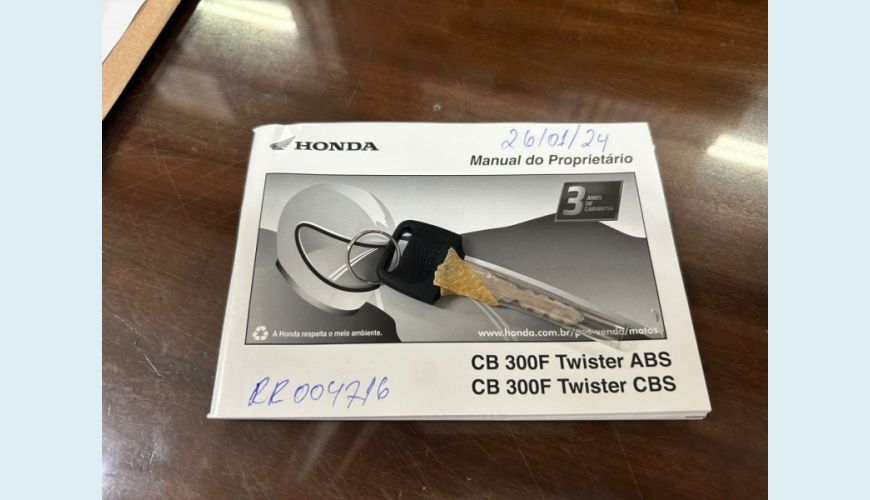 HONDA
26/01/24
Manual do Proprietário
3 ANOS DE GARANTIA
A Honda respeita o meio ambiente.
www.honda.com.br/pos-venda/motos
CB 300F Twister ABS
CB 300F Twister CBS
RR004716